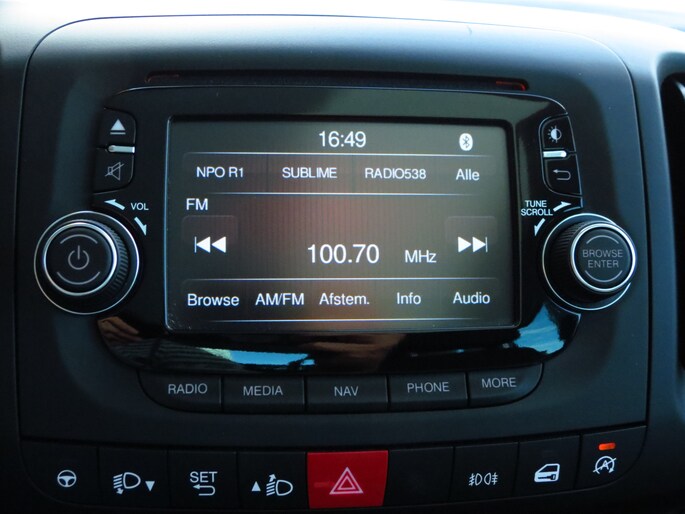 16:49
NPO R1 SUBLIME RADIO538 Alle
VOL
FM
TUNE
SCROLL
100.70 MHz
BROWSE
ENTER
Browse AM/FM Afstem. Info Audio
RADIO MEDIA NAV PHONE MORE
SET